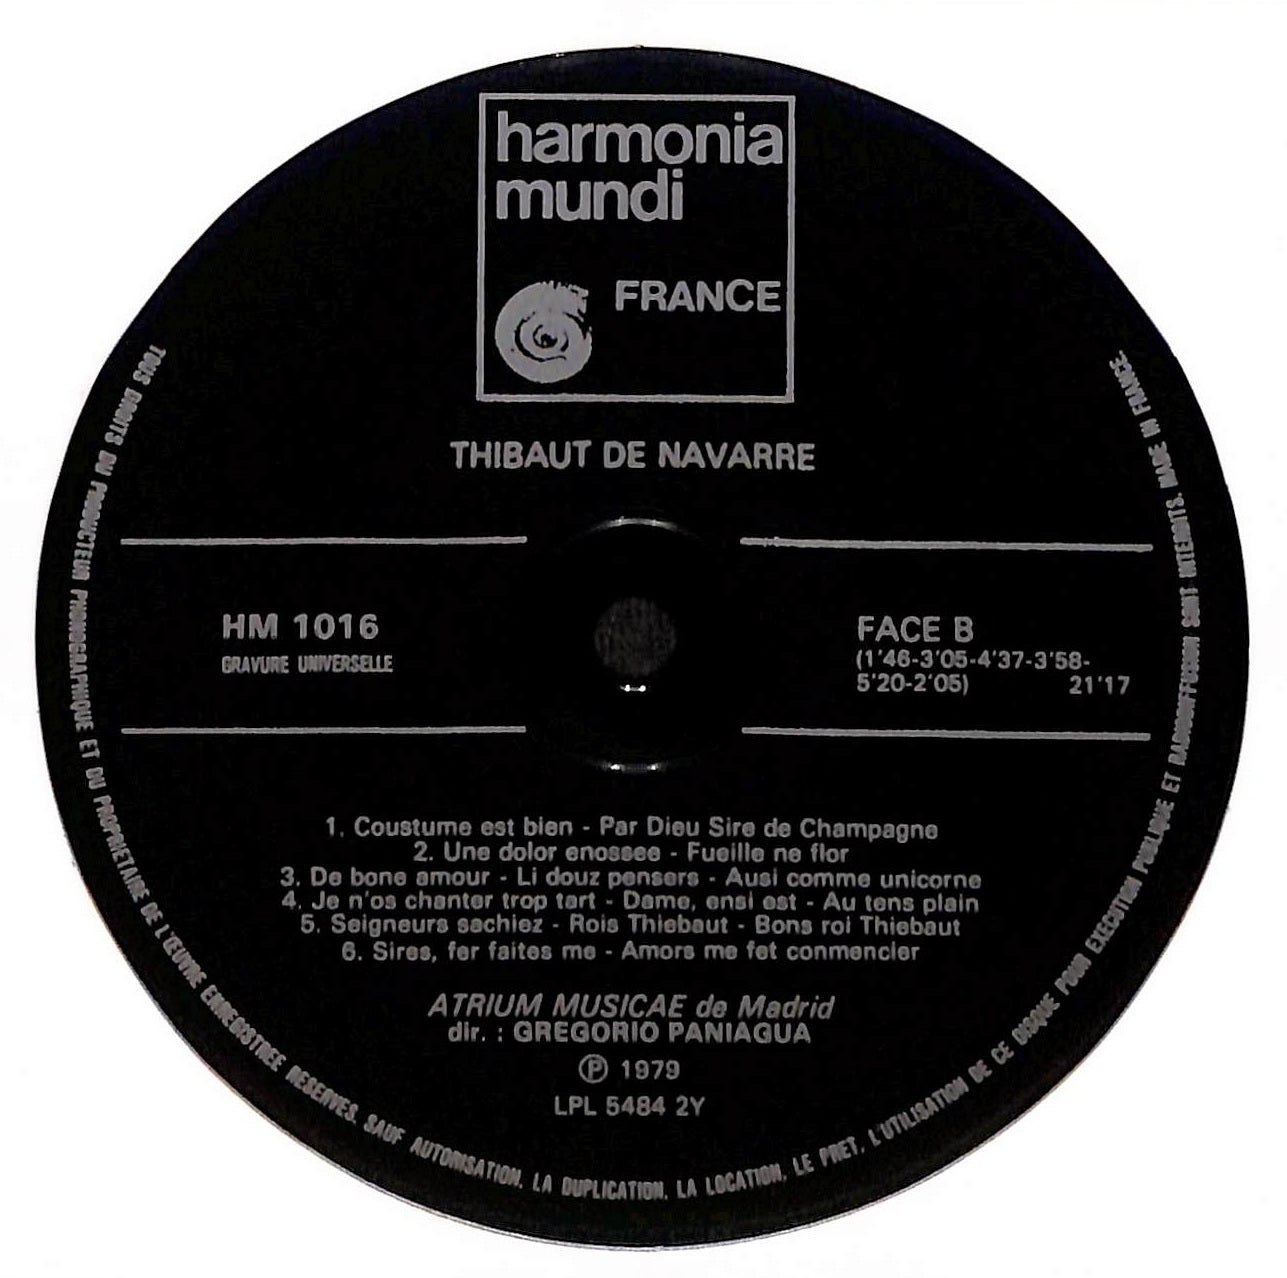 harmonia
mundi
FRANCE
THIBAUT DE NAVARRE
HM 1016
GRAVURE UNIVERSELLE
FACE B
(1'46-3'05-4'37-3'58-
5'20-2'05) 21'17
1. Coustume est bien - Par Dieu Sire de Champagne
2. Une dolor enossee - Fueille ne flor
3. De bone amour - Li douz pensers - Ausi comme unicorne
4. Je n'os chanter trop tart - Dame, ensi est - Au tens plain
5. Seigneurs sachiez - Rois Thiebaut - Bons roi Thiebaut
6. Sires, fer faites me - Amors me fet conmencier
ATRIUM MUSICAE de Madrid
dir. : GREGORIO PANIAGUA
Ⓟ 1979
LPL 5484 2Y
TOUS DROITS DU PRODUCTEUR PHONOGRAPHIQUE ET DU PROPRIETAIRE DE L'ŒUVRE ENREGISTREE RESERVES. SAUF AUTORISATION, LA DUPLICATION, LA LOCATION, LE PRET, L'UTILISATION DE CE DISQUE POUR EXECUTION PUBLIQUE ET RADIODIFFUSION SONT INTERDITS. MADE IN FRANCE.